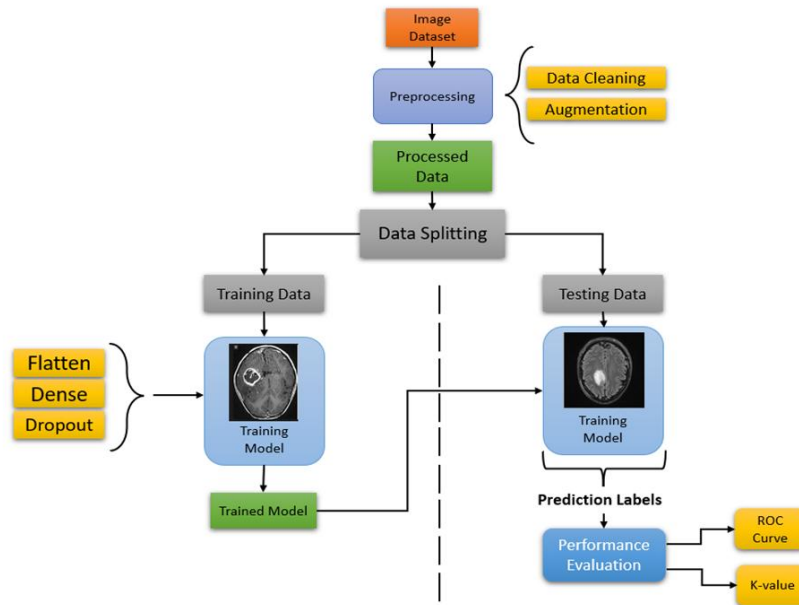 Image
Dataset
Preprocessing
Data Cleaning
Augmentation
Processed
Data
Data Splitting
Training Data
Testing Data
Flatten
Dense
Dropout
Training
Model
Training
Model
Trained Model
Prediction Labels
Performance
Evaluation
ROC
Curve
K-value